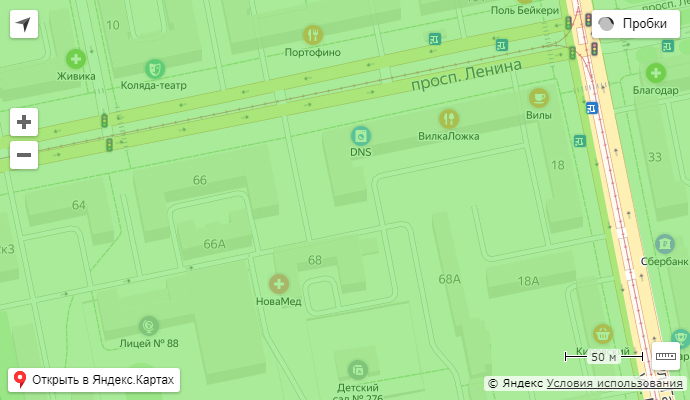 Поль Бейкери
Пробки
10
Портофино
просп. Ленина
Живика
Коляда-театр
Благодар
Вилы
ВилкаЛожка
DNS
18
33
66
64
66А
2к3
68
Сбербанк
68А
18А
НоваМед
Лицей № 88
50 м
Открыть в Яндекс.Картах
Детский
сад № 276
© Яндекс Условия использования